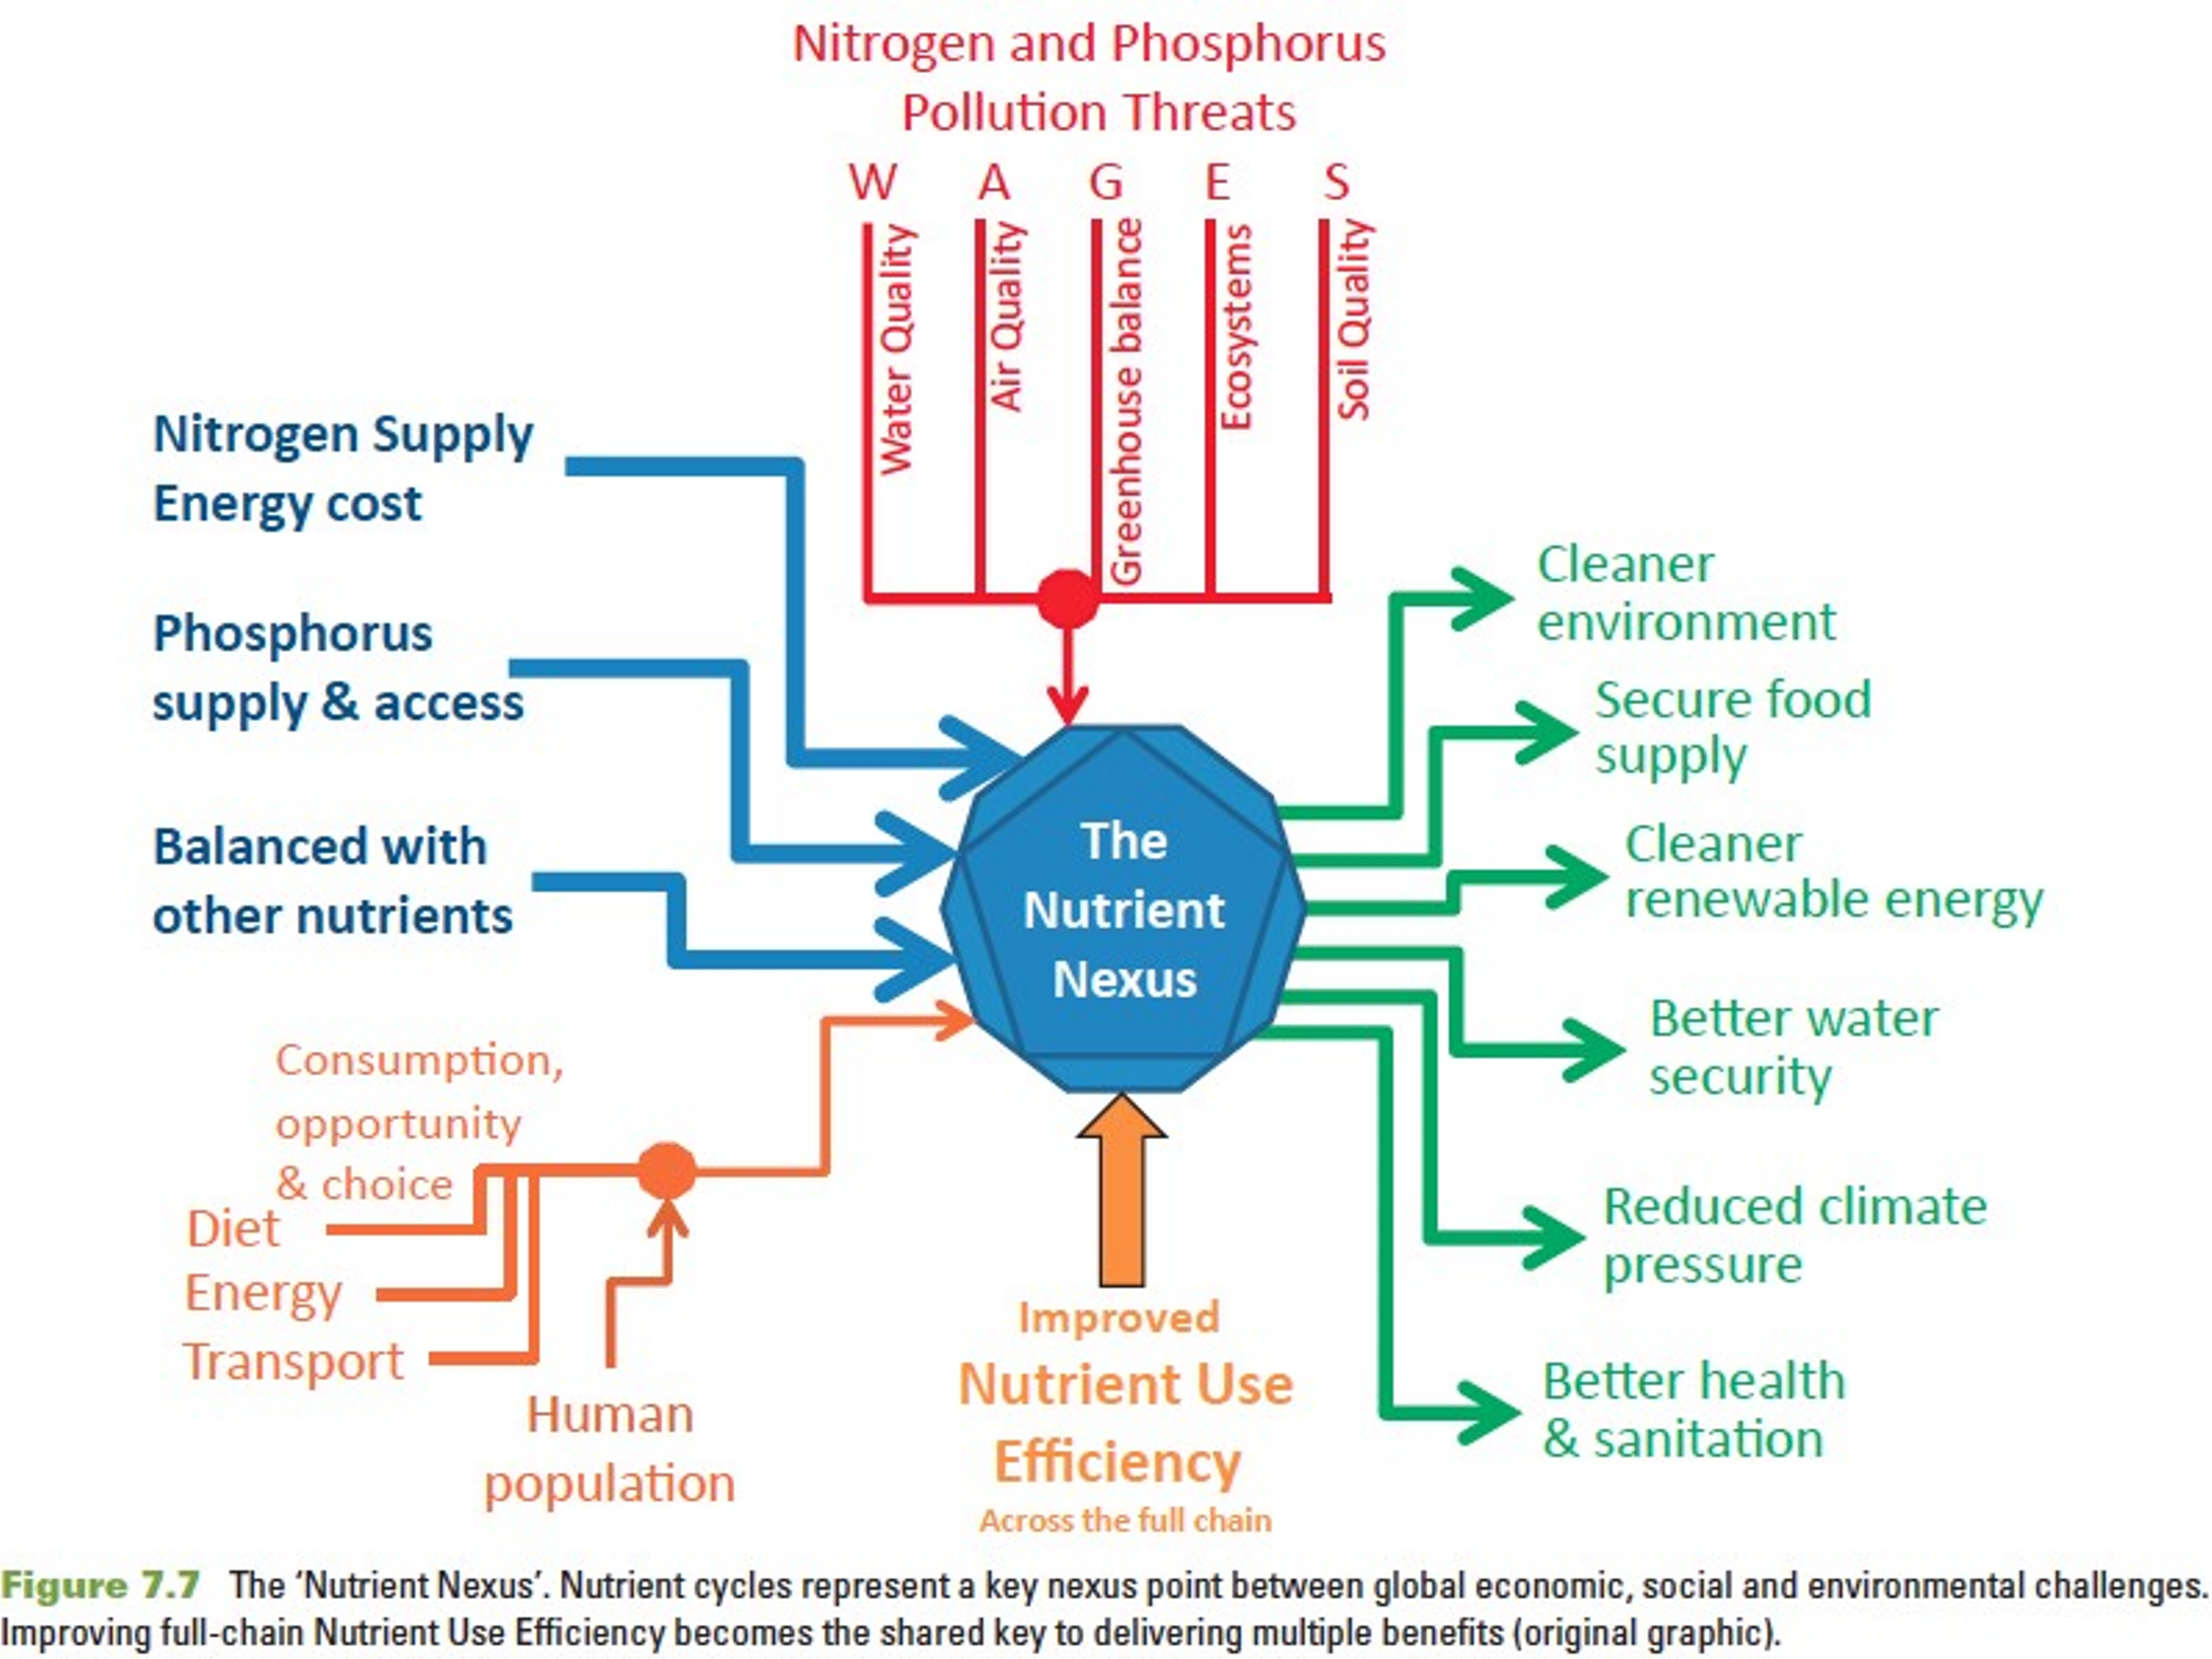 Nitrogen and Phosphorus
Pollution Threats
W A G E S
Water Quality
Air Quality
Greenhouse balance
Ecosystems
Soil Quality
Nitrogen Supply
Energy cost
Phosphorus
supply & access
Balanced with
other nutrients
Consumption,
opportunity
& choice
Diet
Energy
Transport
Human
population
The
Nutrient
Nexus
Improved
Nutrient Use
Efficiency
Across the full chain
Cleaner
environment
Secure food
supply
Cleaner
renewable energy
Better water
security
Reduced climate
pressure
Better health
& sanitation
Figure 7.7 The ‘Nutrient Nexus’. Nutrient cycles represent a key nexus point between global economic, social and environmental challenges.
Improving full-chain Nutrient Use Efficiency becomes the shared key to delivering multiple benefits (original graphic).